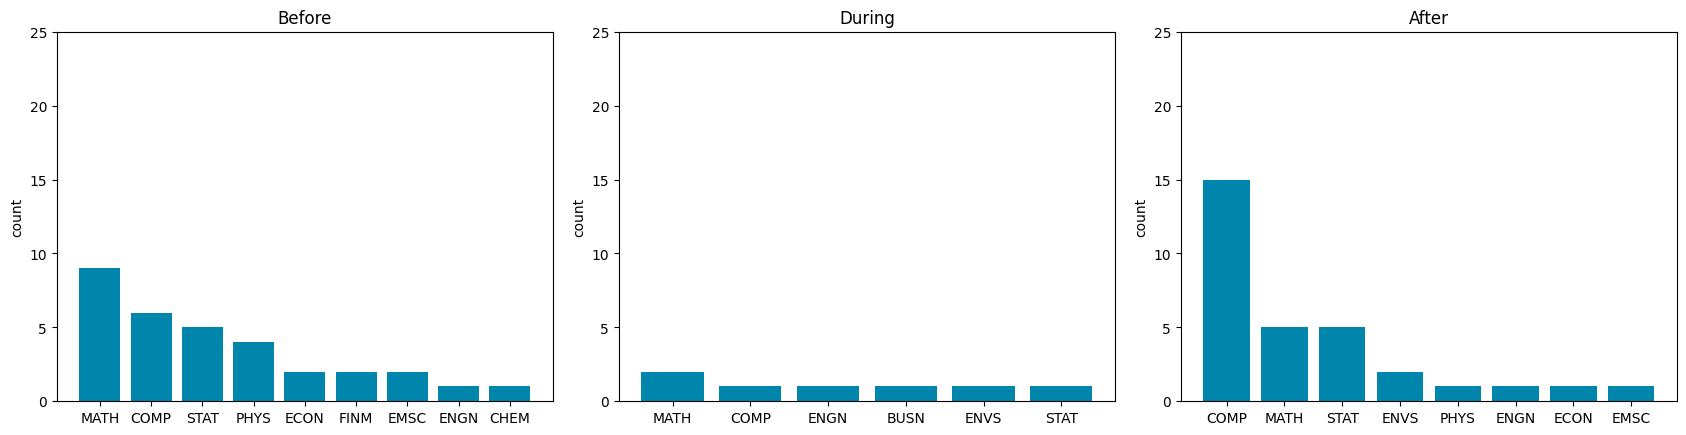 Before
25
20
15
10
5
0
count
MATH COMP STAT PHYS ECON FINM EMSC ENGN CHEM
During
25
20
15
10
5
0
count
MATH COMP ENGN BUSN ENVS STAT
After
25
20
15
10
5
0
count
COMP MATH STAT ENVS PHYS ENGN ECON EMSC